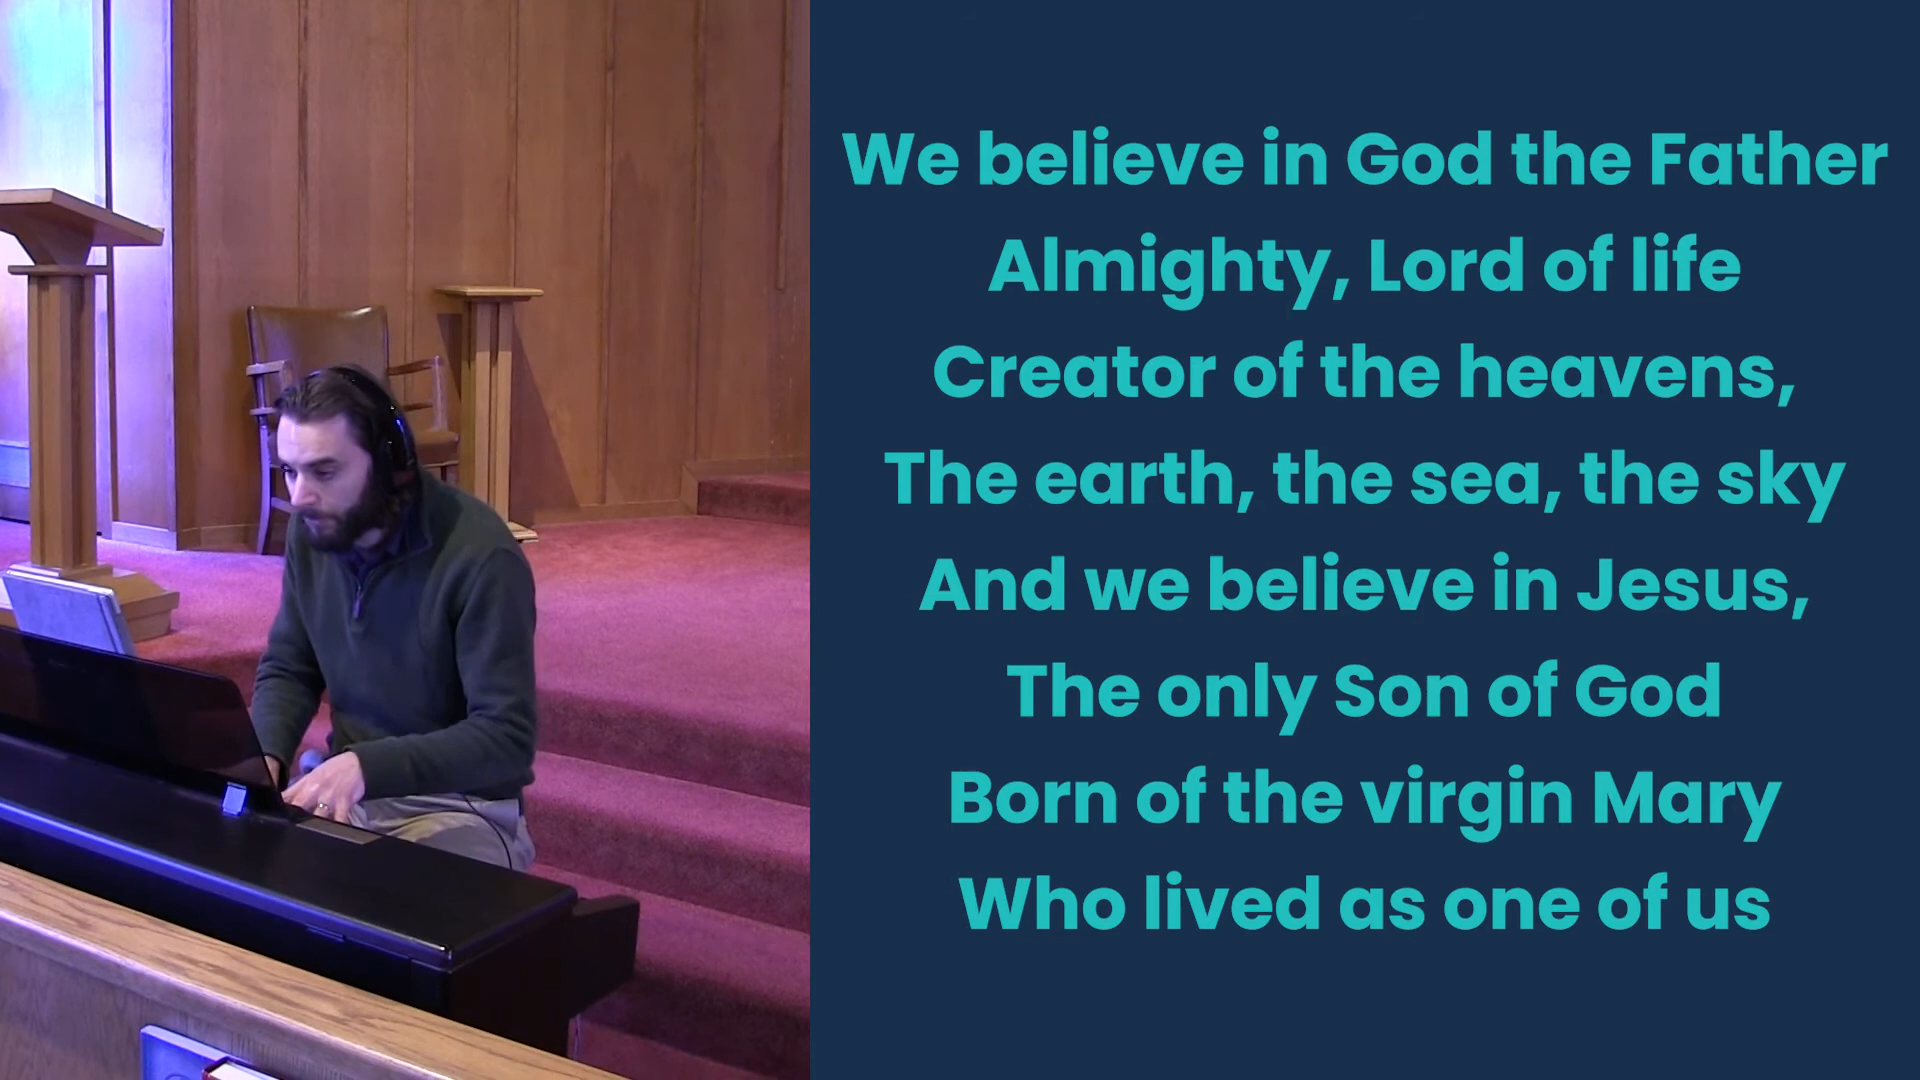 We believe in God the Father
Almighty, Lord of life
Creator of the heavens,
The earth, the sea, the sky
And we believe in Jesus,
The only Son of God
Born of the virgin Mary
Who lived as one of us